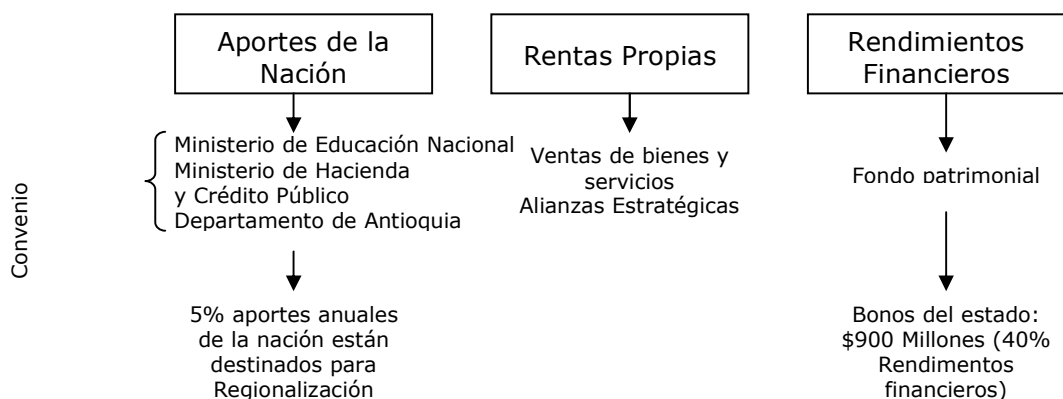 Aportes de la
Nación
Rentas Propias
Rendimientos
Financieros
Convenio
Ministerio de Educación Nacional
Ministerio de Hacienda
y Crédito Público
Departamento de Antioquia
Ventas de bienes y
servicios
Alianzas Estratégicas
Fondo patrimonial
5% aportes anuales
de la nación están
destinados para
Regionalización
Bonos del estado:
$900 Millones (40%
Rendimentos
financieros)